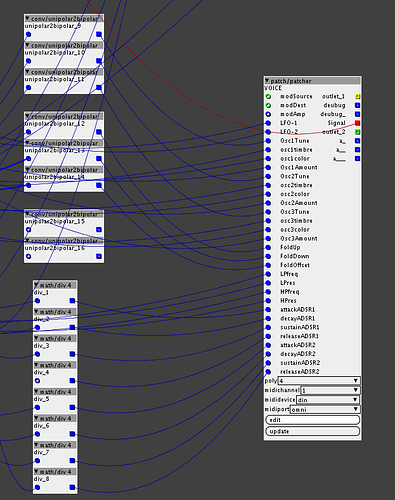 conv/unipolar2bipolar
unipolar2bipolar_9
conv/unipolar2bipolar
unipolar2bipolar_10
conv/unipolar2bipolar
unipolar2bipolar_11
conv/unipolar2bipolar
unipolar2bipolar_12
conv/unipolar2bipolar
unipolar2bipolar_13
conv/unipolar2bipolar
unipolar2bipolar_14
conv/unipolar2bipolar
unipolar2bipolar_15
conv/unipolar2bipolar
unipolar2bipolar_16
math/div 4
div_1
math/div 4
div_2
math/div 4
div_3
math/div 4
div_4
math/div 4
div_5
math/div 4
div_6
math/div 4
div_7
math/div 4
div_8
patch/patcher
VOICE
modSource outlet_1
modDest deubug
modAmp deubug_
LFO-1 Signal
LFO-2 outlet_2
Osc1Tune a_
osc1timbre a__
osc1color a___
Osc1Amount
Osc2Tune
osc2timbre
osc2color
Osc2Amount
Osc3Tune
osc3timbre
osc3color
Osc3Amount
FoldUp
FoldDown
FoldOffset
LPfreq
LPres
HPfreq
HPres
attackADSR1
decayADSR1
sustainADSR1
releaseADSR1
attackADSR2
decayADSR2
sustainADSR2
releaseADSR2
poly 4
midichannel 1
mididevice din
midiport omni
edit
update